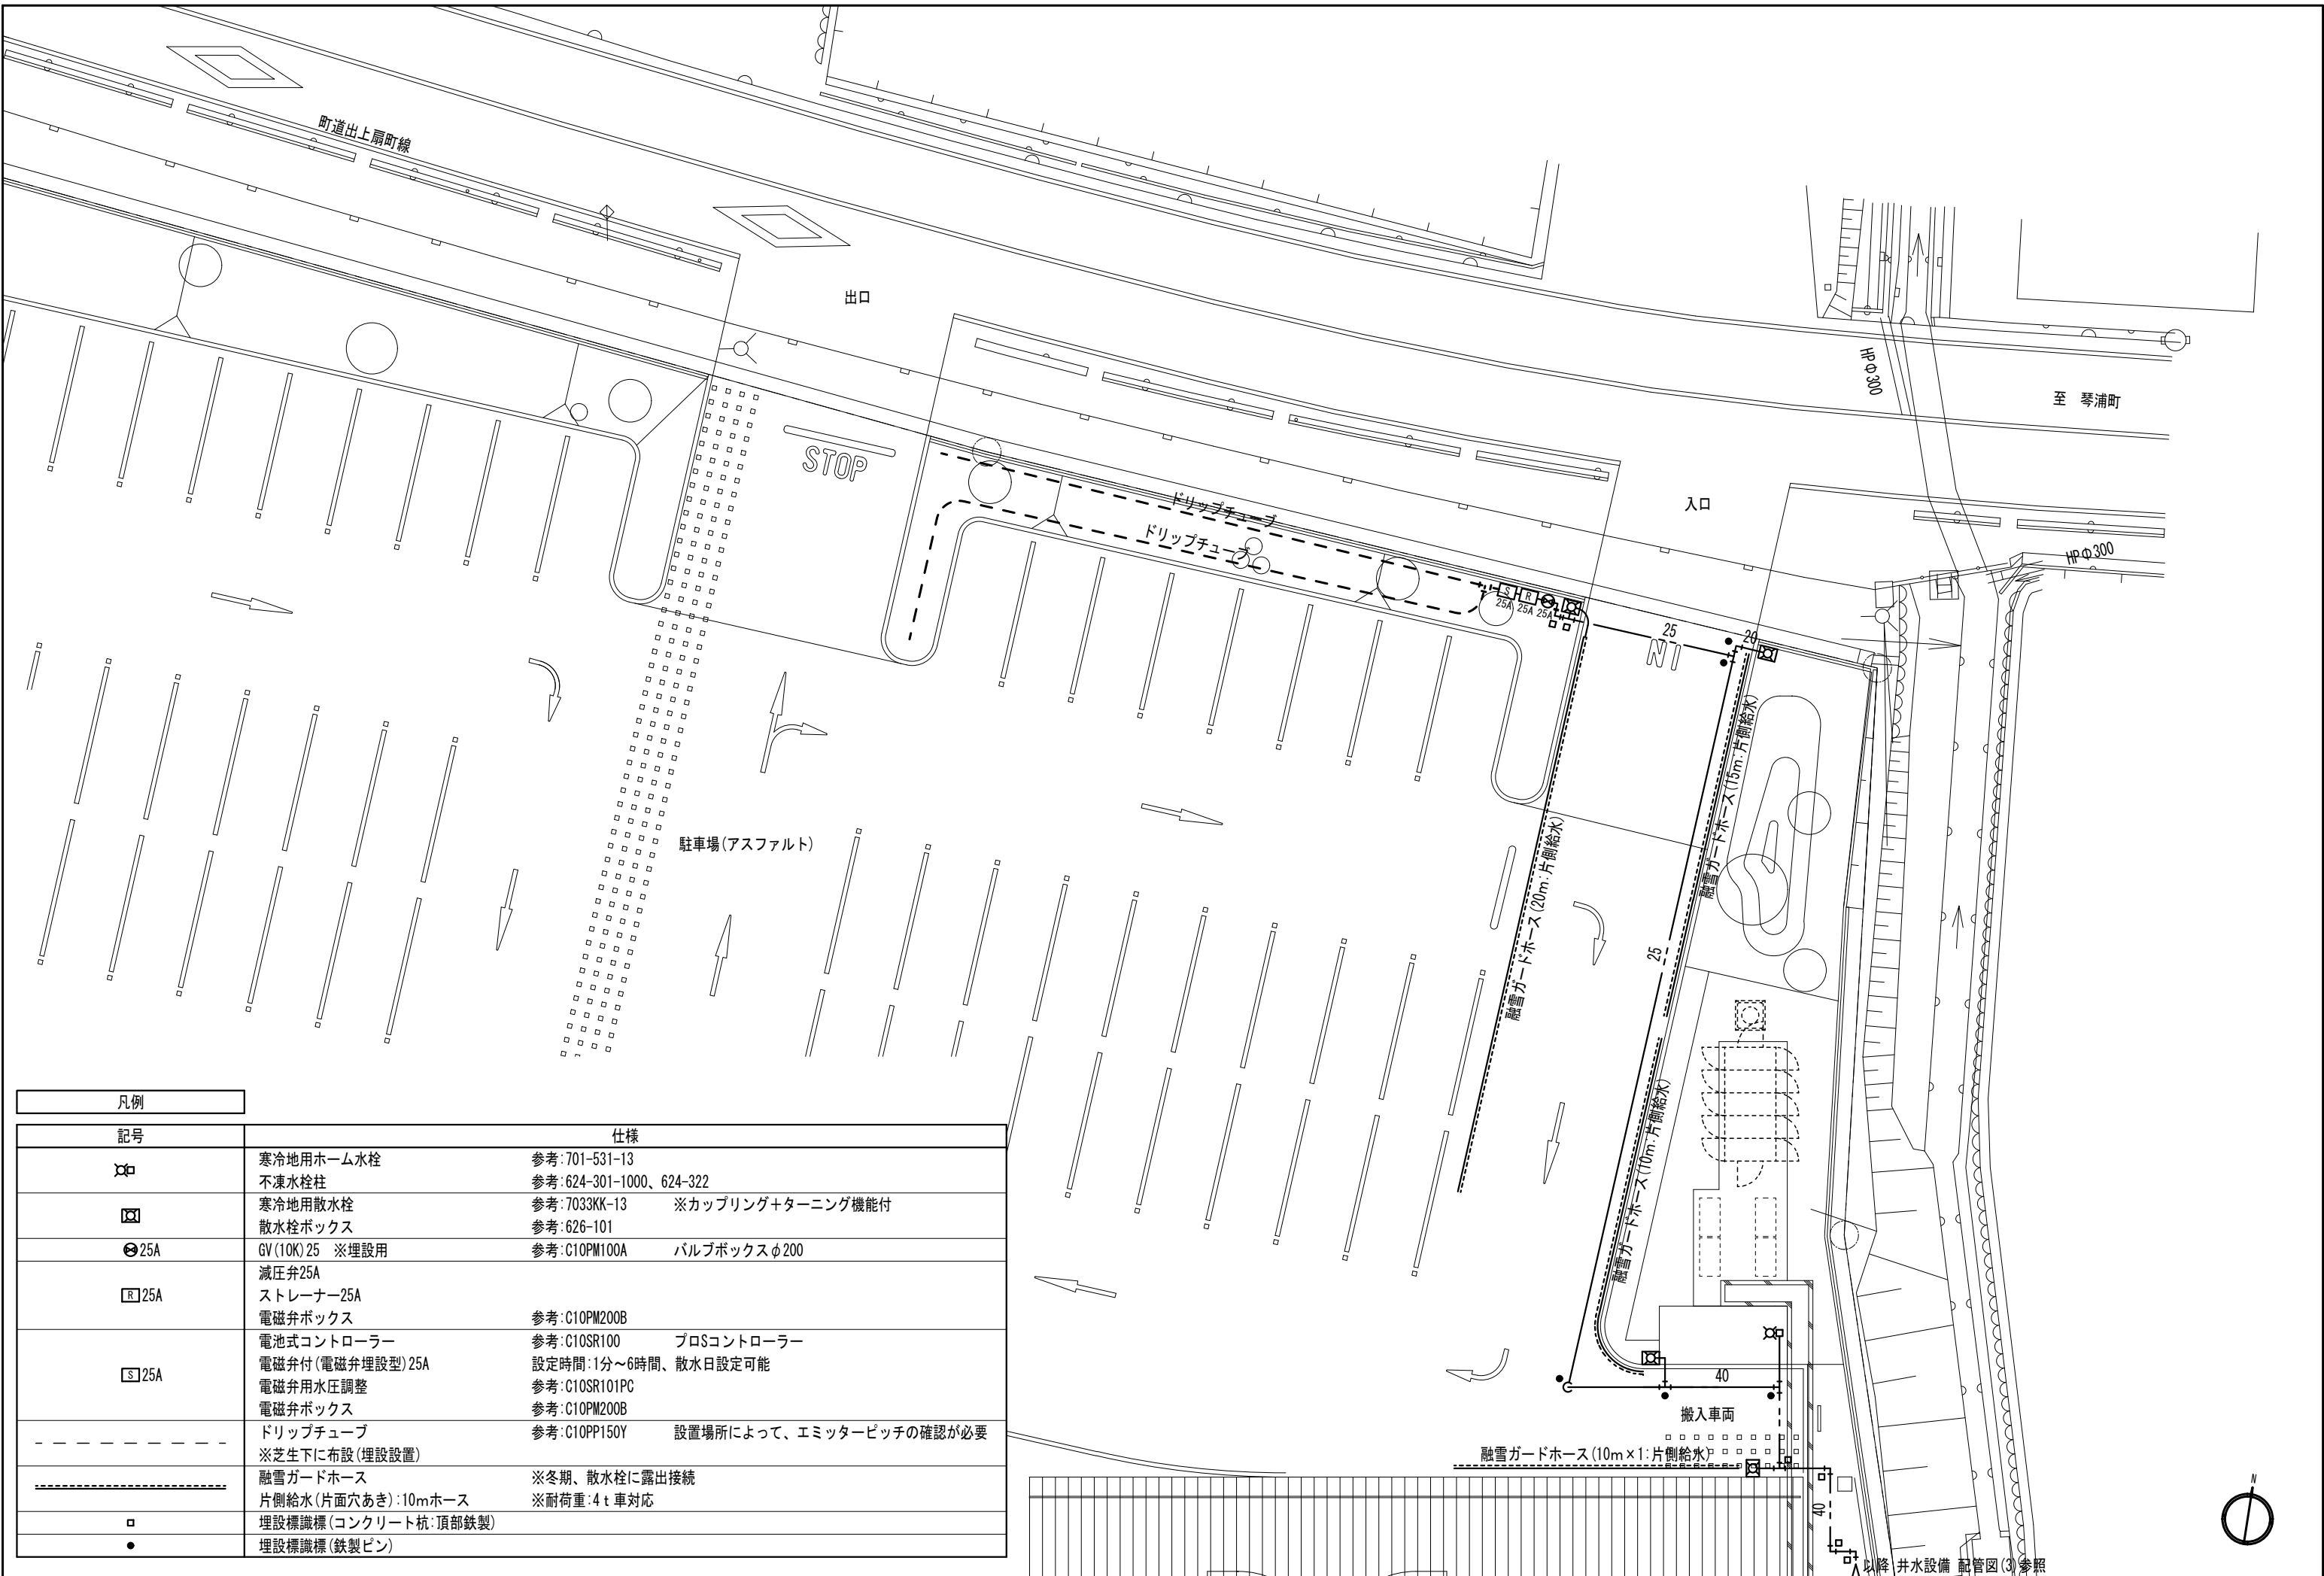 町道出上扇町線
出口
HPΦ300
至　琴浦町
STOP
入口
ドリップチューブ
ドリップチューブ
HPΦ300
S
R
25A
25A
25A
25
20
IN
融雪ガードホース(15m:片側給水)
駐車場(アスファルト)
融雪ガードホース(20m:片側給水)
25
融雪ガードホース(10m:片側給水)
40
搬入車両
融雪ガードホース(10m×1:片側給水)
40
以降 井水設備 配管図(3)参照
N
凡例
記号　仕様
寒冷地用ホーム水栓　参考:701-531-13
不凍水栓柱　参考:624-301-1000、624-322
寒冷地用散水栓　参考:7033KK-13　※カップリング+ターニング機能付
散水栓ボックス　参考:626-101
25A　GV(10K)25　※埋設用　参考:C10PM100A　バルブボックスφ200
減圧弁25A
R 25A　ストレーナー25A
電磁弁ボックス　参考:C10PM200B
電池式コントローラー　参考:C10SR100　プロSコントローラー
電磁弁付(電磁弁埋設型)25A　設定時間:1分～6時間、散水日設定可能
S 25A
電磁弁用水圧調整　参考:C10SR101PC
電磁弁ボックス　参考:C10PM200B
ドリップチューブ　参考:C10PP150Y　設置場所によって、エミッターピッチの確認が必要
※芝生下に布設(埋設設置)
融雪ガードホース　※冬期、散水栓に露出接続
片側給水(片面穴あき):10mホース　※耐荷重:4ｔ車対応
埋設標識標(コンクリート杭:頂部鉄製)
埋設標識標(鉄製ピン)